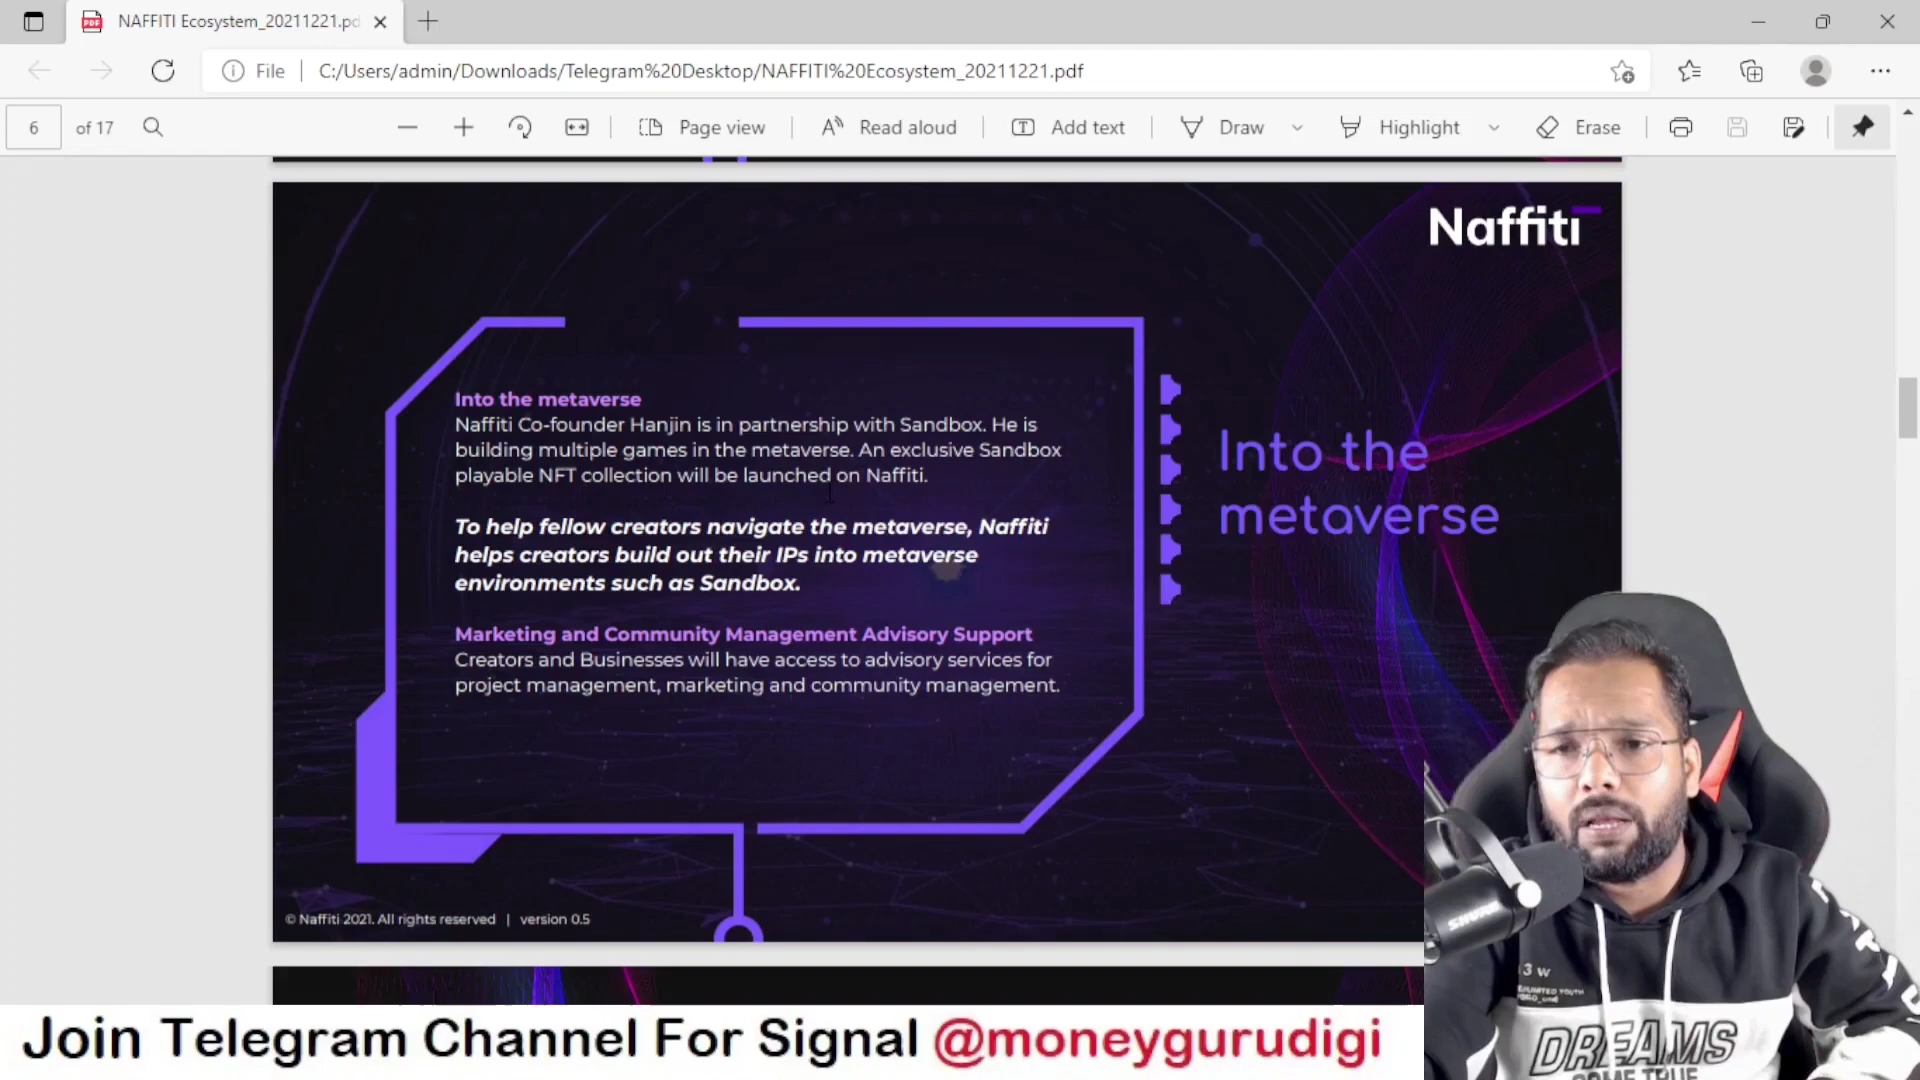 NAFFITI Ecosystem_20211221.pd
File
C:/Users/admin/Downloads/Telegram%20Desktop/NAFFITI%20Ecosystem_20211221.pdf
6 of 17
Page view
Read aloud
Add text
Draw
Highlight
Erase
Naffiti
Into the metaverse
Naffiti Co-founder Hanjin is in partnership with Sandbox. He is
building multiple games in the metaverse. An exclusive Sandbox
playable NFT collection will be launched on Naffiti.
To help fellow creators navigate the metaverse, Naffiti
helps creators build out their IPs into metaverse
environments such as Sandbox.
Marketing and Community Management Advisory Support
Creators and Businesses will have access to advisory services for
project management, marketing and community management.
Into the
metaverse
© Naffiti 2021. All rights reserved | version 0.5
SHURE
DREAMS
COME TRUE
Join Telegram Channel For Signal @moneygurudigi